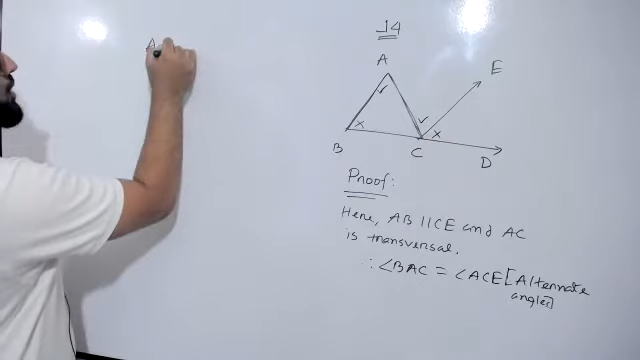 14
A
A
E
B
C
D
Proof:
Here, AB || CE and AC
is transversal.
∴ ∠BAC = ∠ACE [Alternate
angles]